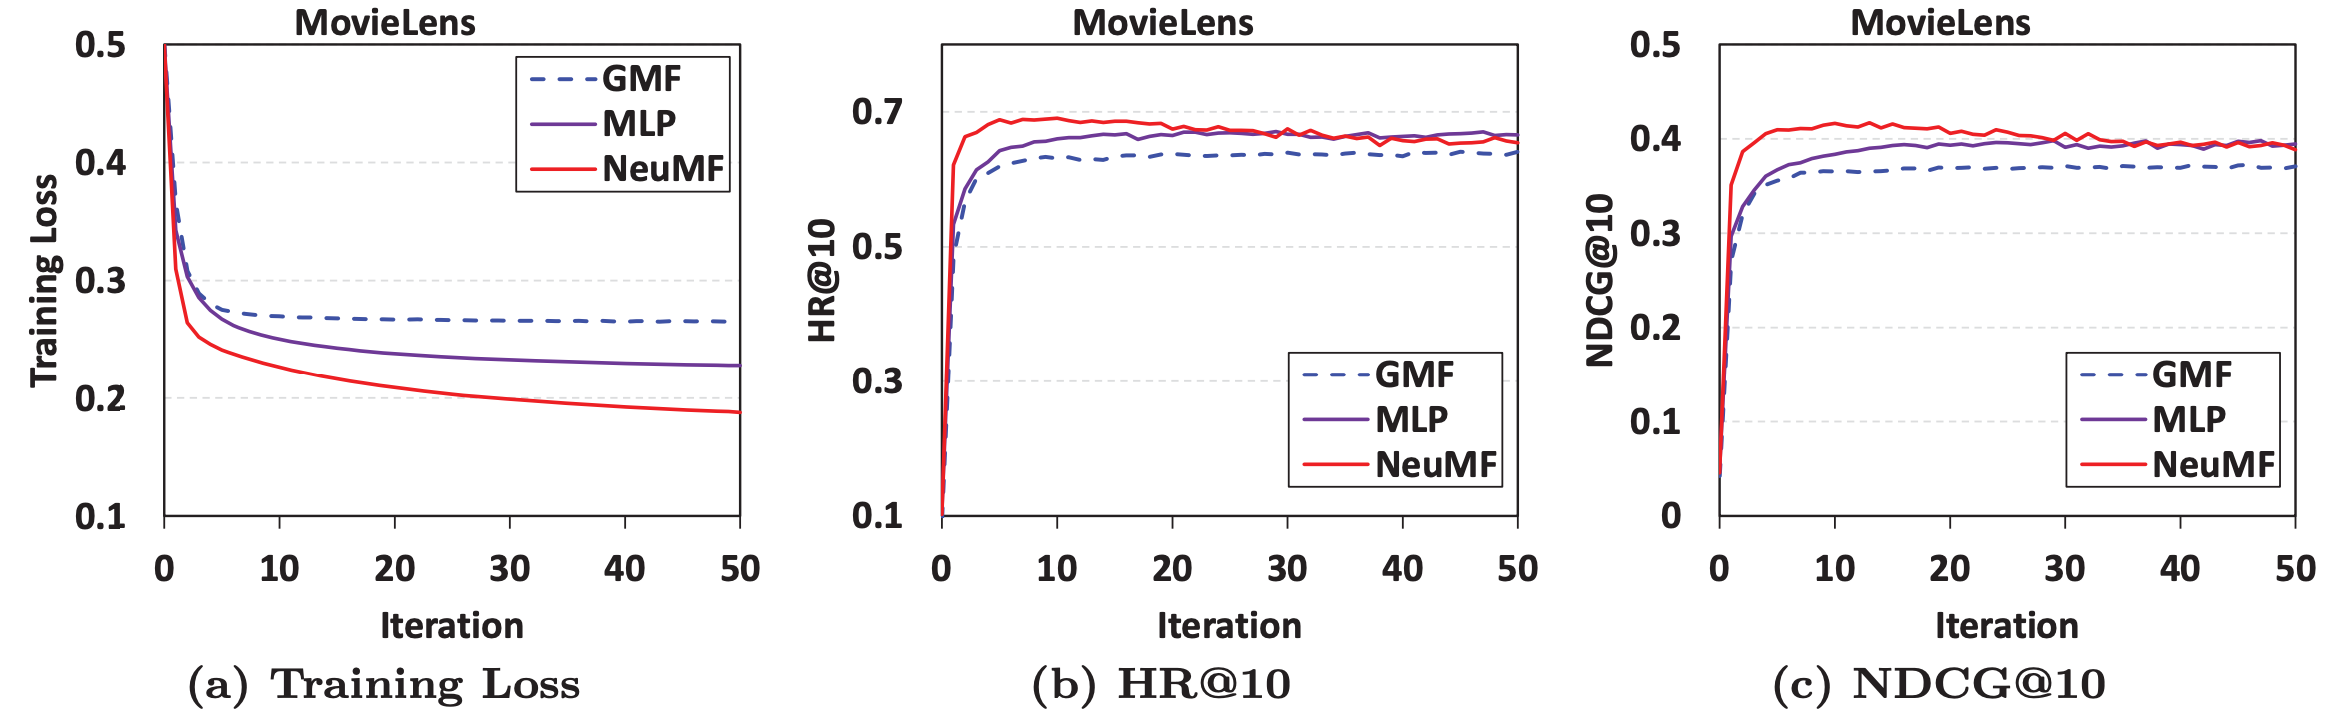 MovieLens
0.5
0.4
0.3
0.2
0.1
Training Loss
GMF
MLP
NeuMF
0 10 20 30 40 50
Iteration
(a) Training Loss
MovieLens
0.7
0.5
0.3
0.1
HR@10
GMF
MLP
NeuMF
0 10 20 30 40 50
Iteration
(b) HR@10
MovieLens
0.5
0.4
0.3
0.2
0.1
0
NDCG@10
GMF
MLP
NeuMF
0 10 20 30 40 50
Iteration
(c) NDCG@10